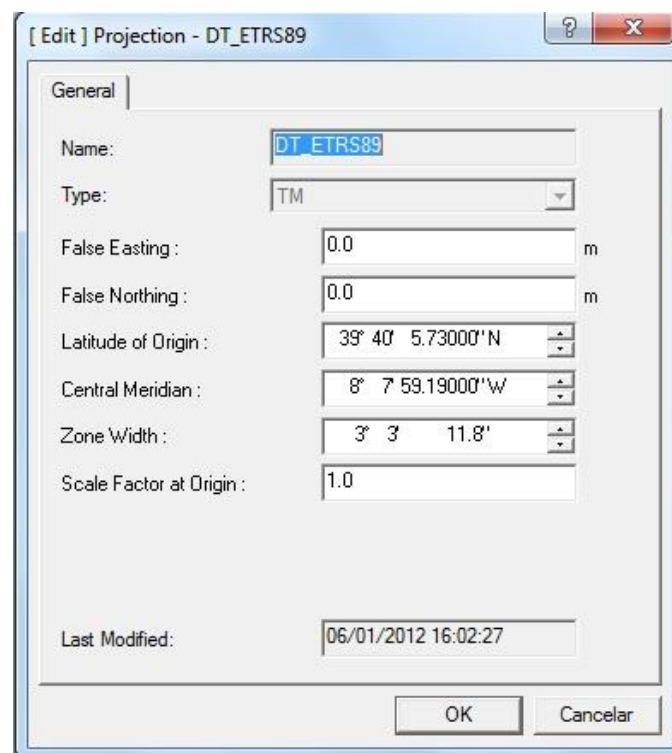 [ Edit ] Projection - DT_ETRS89
General
Name: DT_ETRS89
Type: TM
False Easting : 0.0 m
False Northing : 0.0 m
Latitude of Origin : 39° 40' 5.73000" N
Central Meridian : 8° 7' 59.19000" W
Zone Width : 3° 3' 11.8"
Scale Factor at Origin : 1.0
Last Modified: 06/01/2012 16:02:27
OK Cancelar